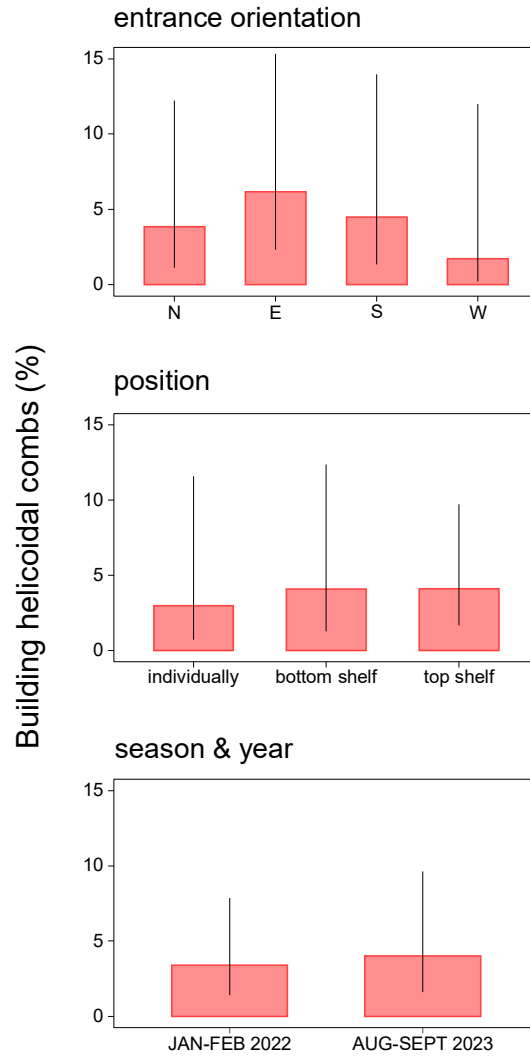 entrance orientation
15
10
5
0
N E S W
Building helicoidal combs (%)
position
15
10
5
0
individually bottom shelf top shelf
season & year
15
10
5
0
JAN-FEB 2022 AUG-SEPT 2023